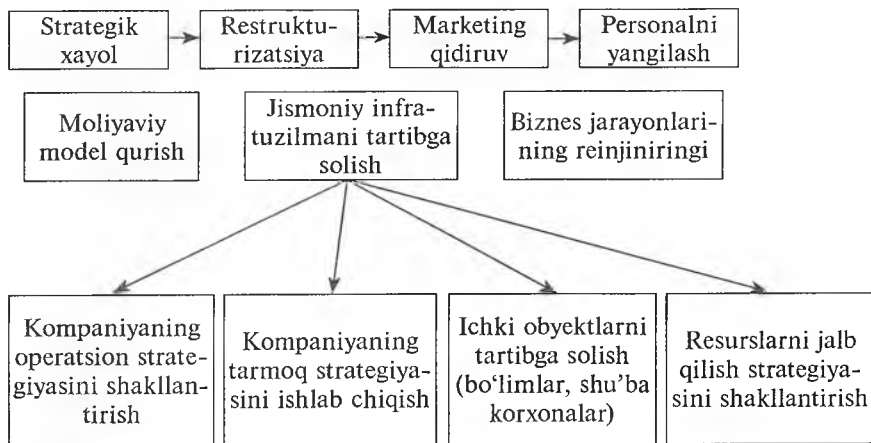 Strategik
xayol
Restruktu-
rizatsiya
Marketing
qidiruv
Personalni
yangilash
Moliyaviy
model qurish
Jismoniy infra-
tuzilmani tartibga
solish
Biznes jarayonlari-
ning reinjiniringi
Kompaniyaning
operatsion strate-
giyasini shakllan-
tirish
Kompaniyaning
tarmoq strategiya-
sini ishlab chiqish
Ichki obyektlarni
tartibga solish
(bo‘limlar, shu’ba
korxonalar)
Resurslarni jalb
qilish strategiya-
sini shakllantirish